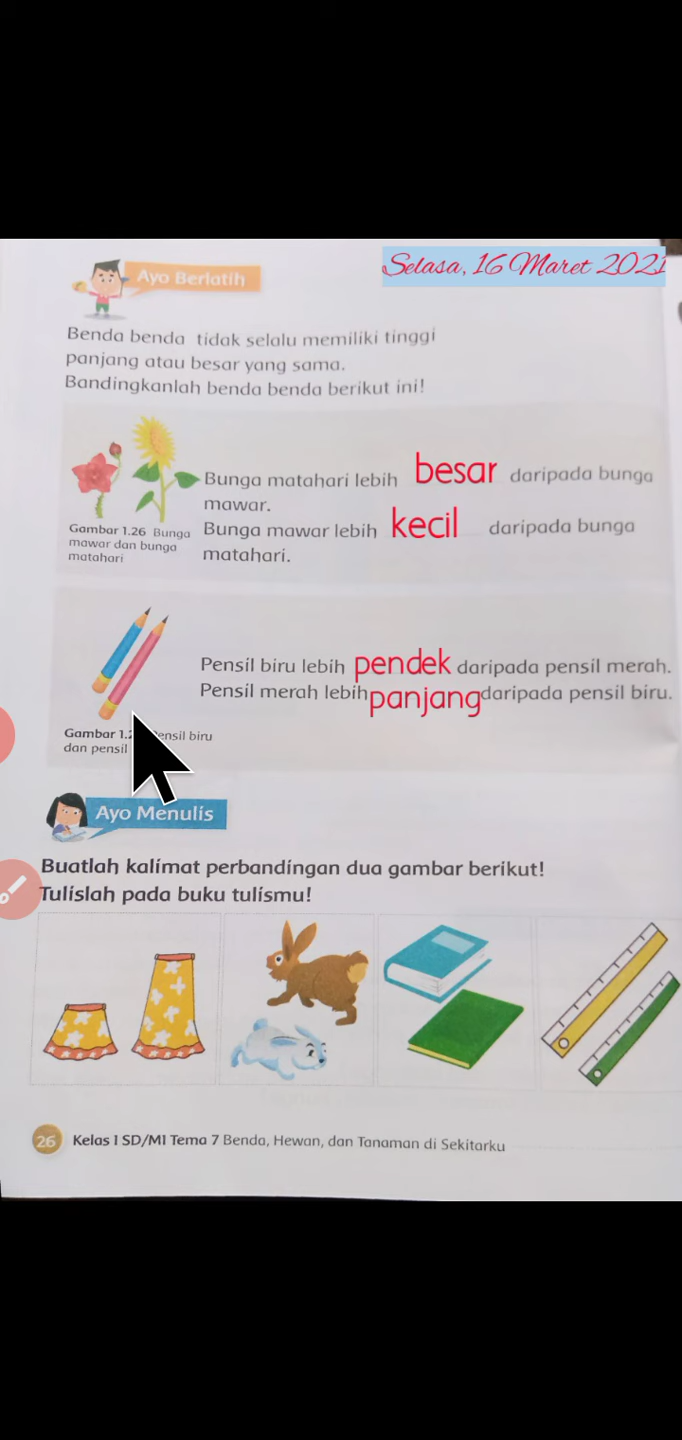 Selasa, 16 Maret 2021
Ayo Berlatih
Benda benda tidak selalu memiliki tinggi
panjang atau besar yang sama.
Bandingkanlah benda benda berikut ini!
Bunga matahari lebih besar daripada bunga
mawar.
Bunga mawar lebih kecil daripada bunga
matahari.
Gambar 1.26 Bunga
mawar dan bunga
matahari
Pensil biru lebih pendek daripada pensil merah.
Pensil merah lebih panjang daripada pensil biru.
Gambar Pensil biru
dan pensil
Ayo Menulis
Buatlah kalimat perbandingan dua gambar berikut!
Tulislah pada buku tulismu!
26 Kelas I SD/MI Tema 7 Benda, Hewan, dan Tanaman di Sekitarku